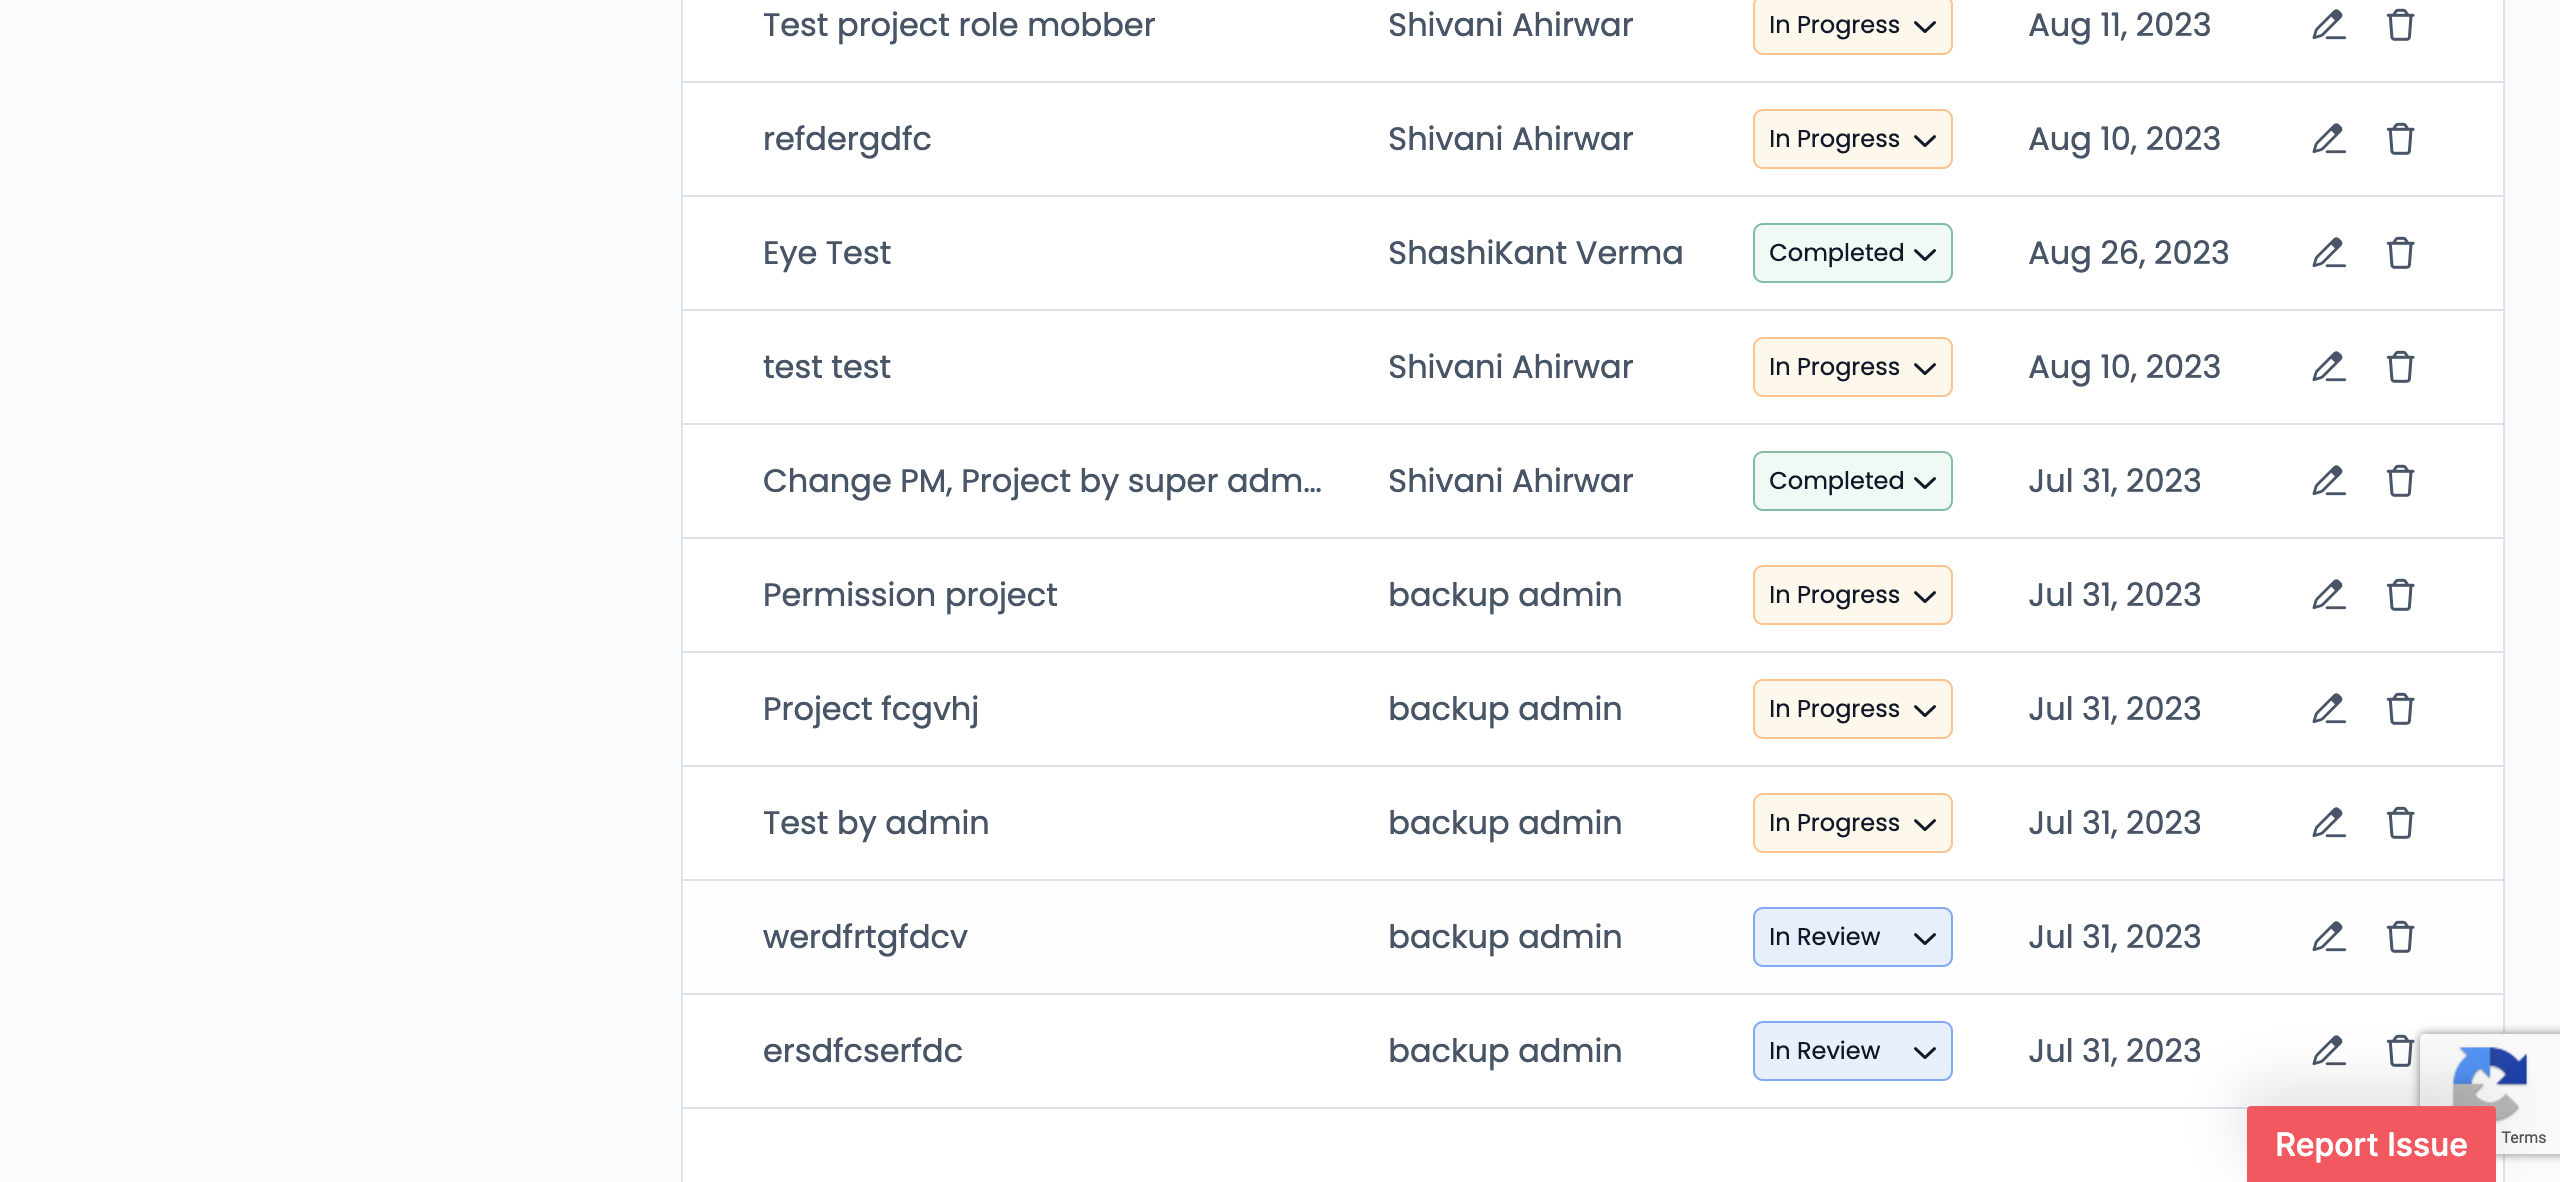 Test project role mobber Shivani Ahirwar In Progress Aug 11, 2023
refdergdfc Shivani Ahirwar In Progress Aug 10, 2023
Eye Test ShashiKant Verma Completed Aug 26, 2023
test test Shivani Ahirwar In Progress Aug 10, 2023
Change PM, Project by super adm... Shivani Ahirwar Completed Jul 31, 2023
Permission project backup admin In Progress Jul 31, 2023
Project fcgvhj backup admin In Progress Jul 31, 2023
Test by admin backup admin In Progress Jul 31, 2023
werdfrtgfdcv backup admin In Review Jul 31, 2023
ersdfcserfdc backup admin In Review Jul 31, 2023
Report Issue Terms